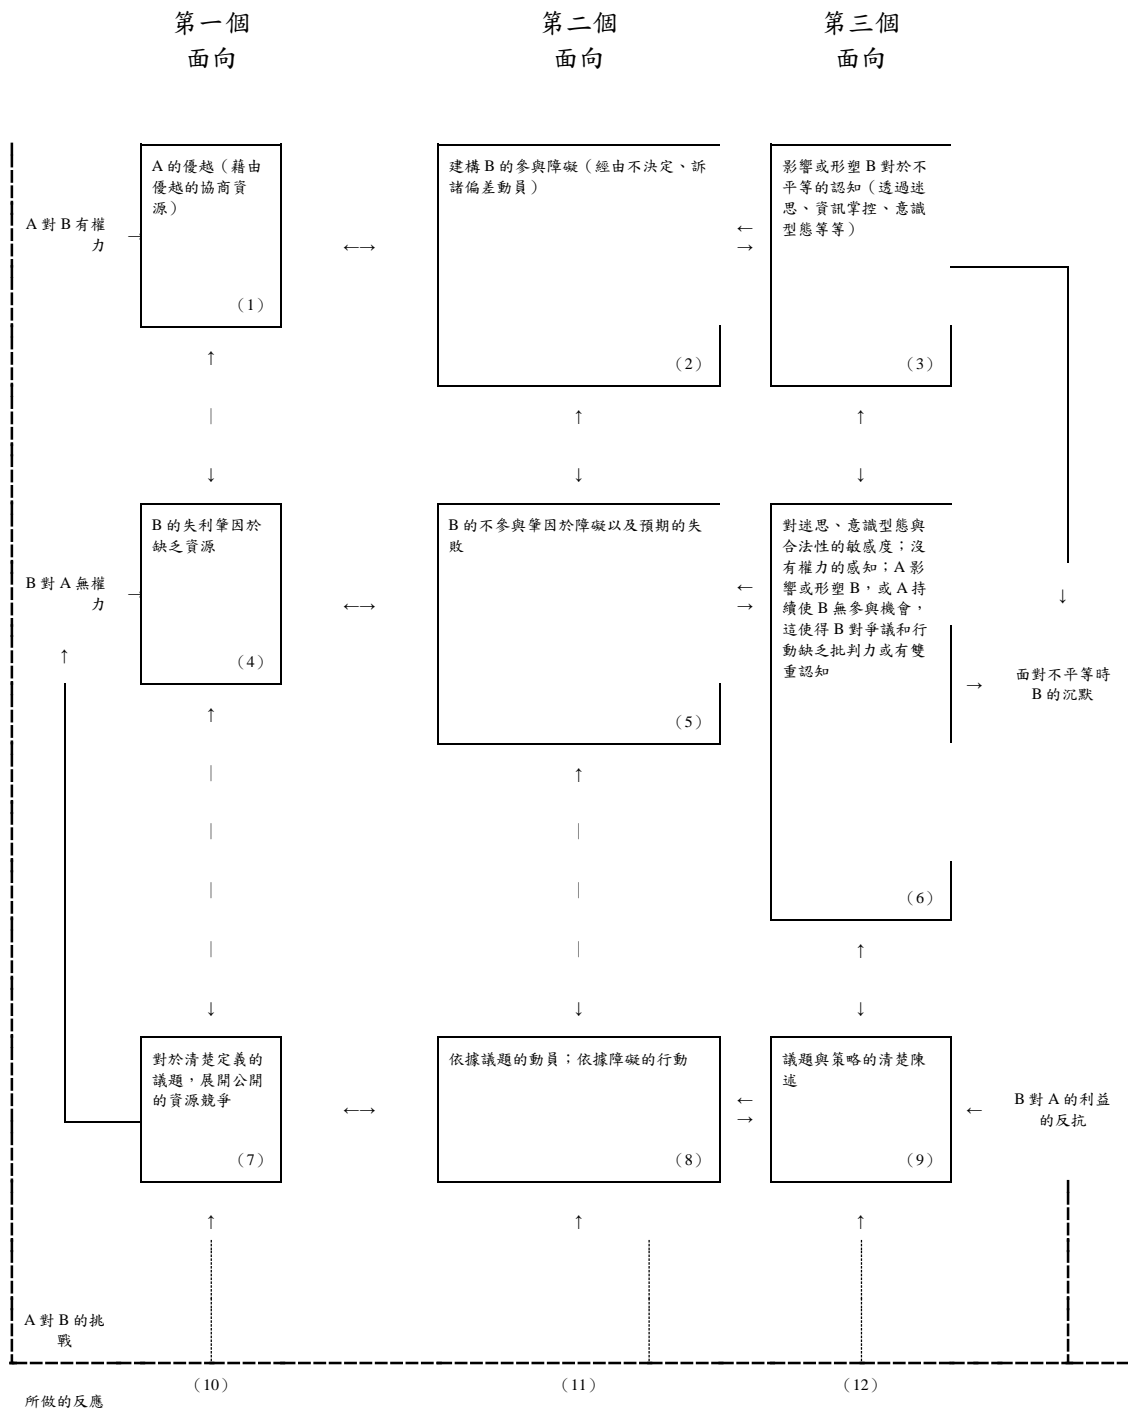 第一個
面向
第二個
面向
第三個
面向
A 對 B 有權
力
A 的優越（藉由
優越的協商資
源）
（1）
建構 B 的參與障礙（經由不決定、訴
諸偏差動員）
（2）
影響或形塑 B 對於不
平等的認知（透過迷
思、資訊掌控、意識
型態等等）
（3）
B 對 A 無權
力
B 的失利肇因於
缺乏資源
（4）
B 的不參與肇因於障礙以及預期的失
敗
（5）
對迷思、意識型態與
合法性的敏感度；沒
有權力的感知；A 影
響或形塑 B，或 A 持
續使 B 無參與機會，
這使得 B 對爭議和行
動缺乏批判力或有雙
重認知
（6）
面對不平等時
B 的沉默
對於清楚定義的
議題，展開公開
的資源競爭
（7）
依據議題的動員；依據障礙的行動
（8）
議題與策略的清楚陳
述
（9）
B 對 A 的利益
的反抗
A 對 B 的挑
戰
所做的反應
（10）
（11）
（12）